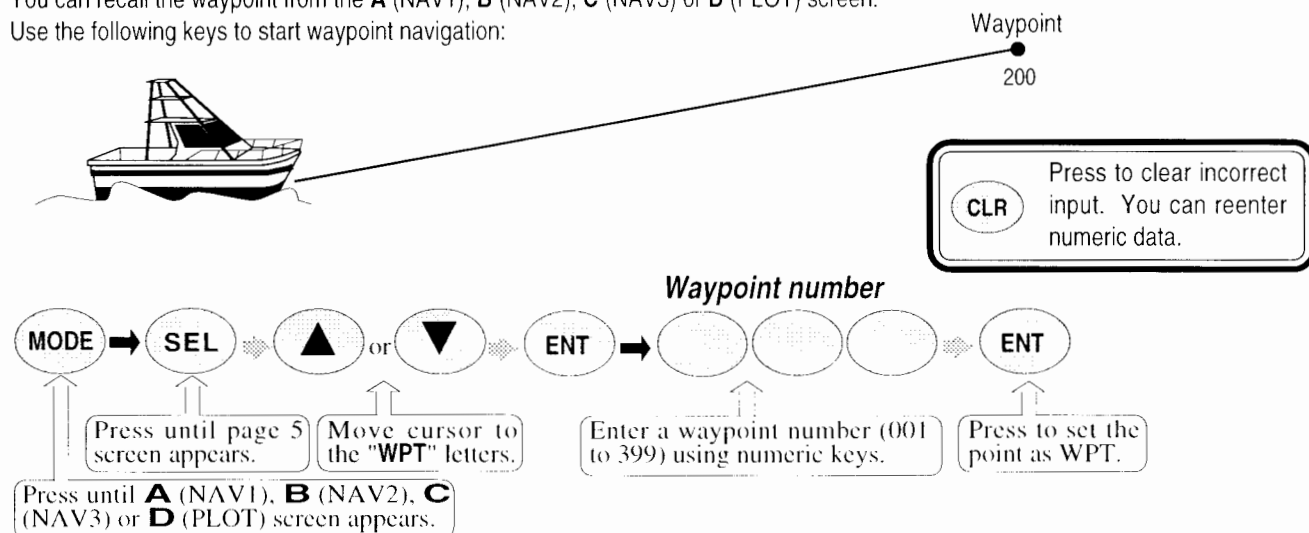 You can recall the waypoint from the A (NAV1), B (NAV2), C (NAV3) or D (PLOT) screen.
Use the following keys to start waypoint navigation:
Waypoint
200
CLR
Press to clear incorrect
input. You can reenter
numeric data.
Waypoint number
MODE SEL ▲ or ▼ ENT ENT
Press until page 5
screen appears.
Move cursor to
the "WPT" letters.
Enter a waypoint number (001
to 399) using numeric keys.
Press to set the
point as WPT.
Press until A (NAV1), B (NAV2), C
(NAV3) or D (PLOT) screen appears.